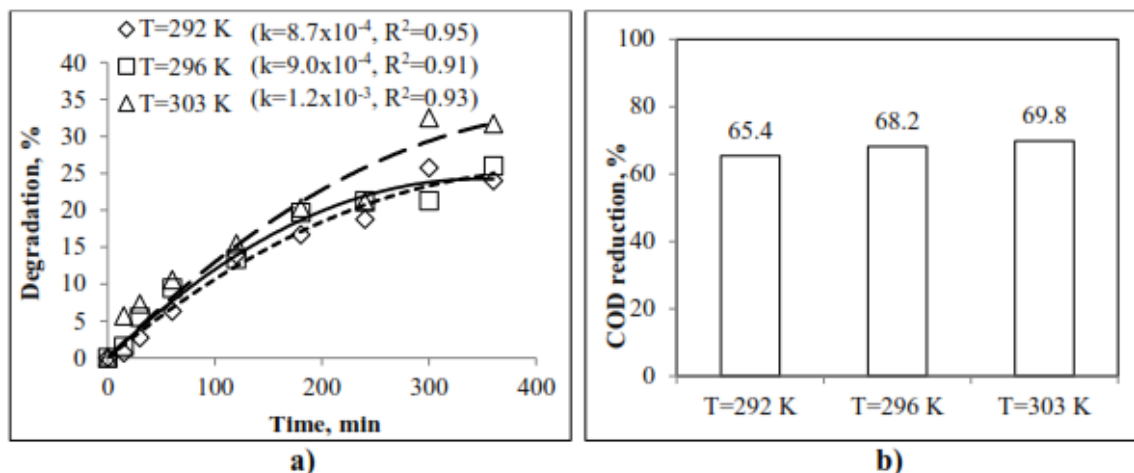 T=292 K (k=8.7x10⁻⁴, R²=0.95)
T=296 K (k=9.0x10⁻⁴, R²=0.91)
T=303 K (k=1.2x10⁻³, R²=0.93)
Degradation, %
40
35
30
25
20
15
10
5
0
0 100 200 300 400
Time, min
a)
COD reduction, %
100
80
60
40
20
0
65.4 68.2 69.8
T=292 K T=296 K T=303 K
b)